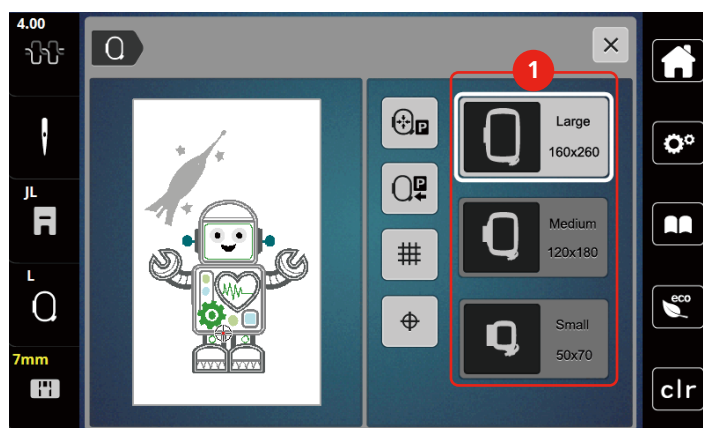 4.00
1
Large
160x260
JL
P
P
Medium
120x180
L
eco
Small
50x70
7mm
clr